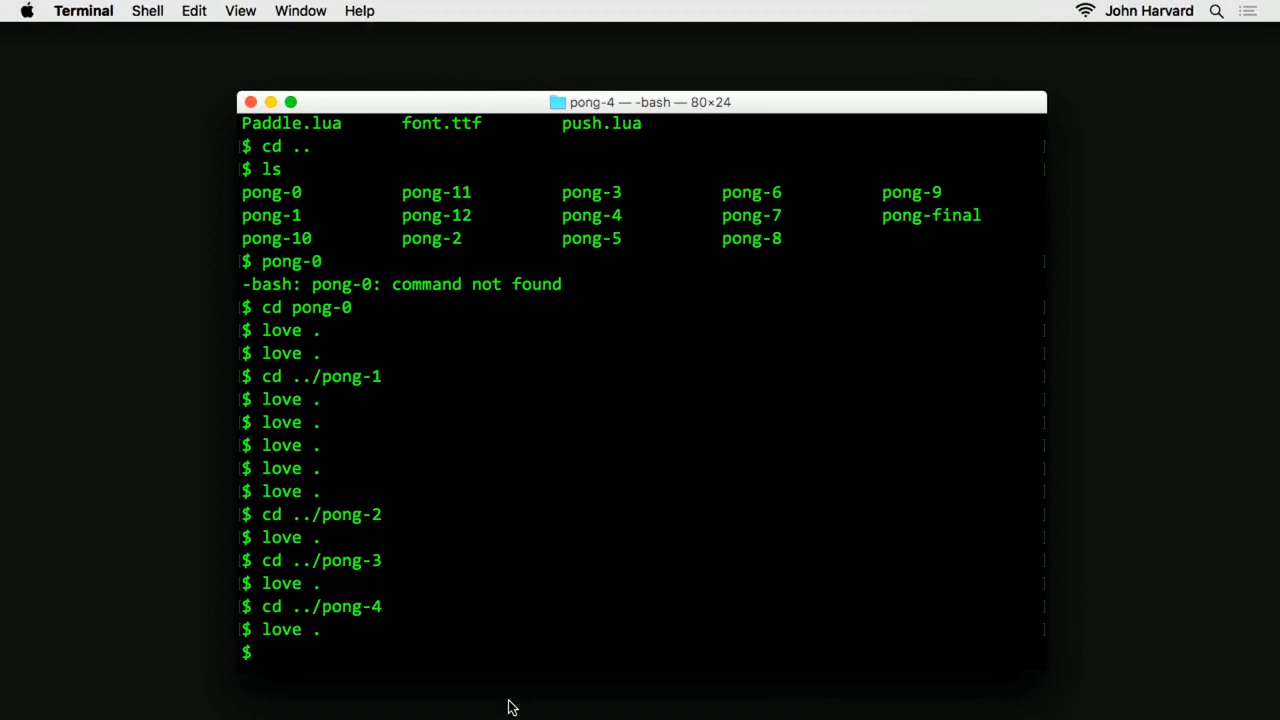 Terminal Shell Edit View Window Help John Harvard
pong-4 — -bash — 80×24
Paddle.lua font.ttf push.lua
$ cd ..
$ ls
pong-0 pong-11 pong-3 pong-6 pong-9
pong-1 pong-12 pong-4 pong-7 pong-final
pong-10 pong-2 pong-5 pong-8
$ pong-0
-bash: pong-0: command not found
$ cd pong-0
$ love .
$ love .
$ cd ../pong-1
$ love .
$ love .
$ love .
$ love .
$ love .
$ cd ../pong-2
$ love .
$ cd ../pong-3
$ love .
$ cd ../pong-4
$ love .
$